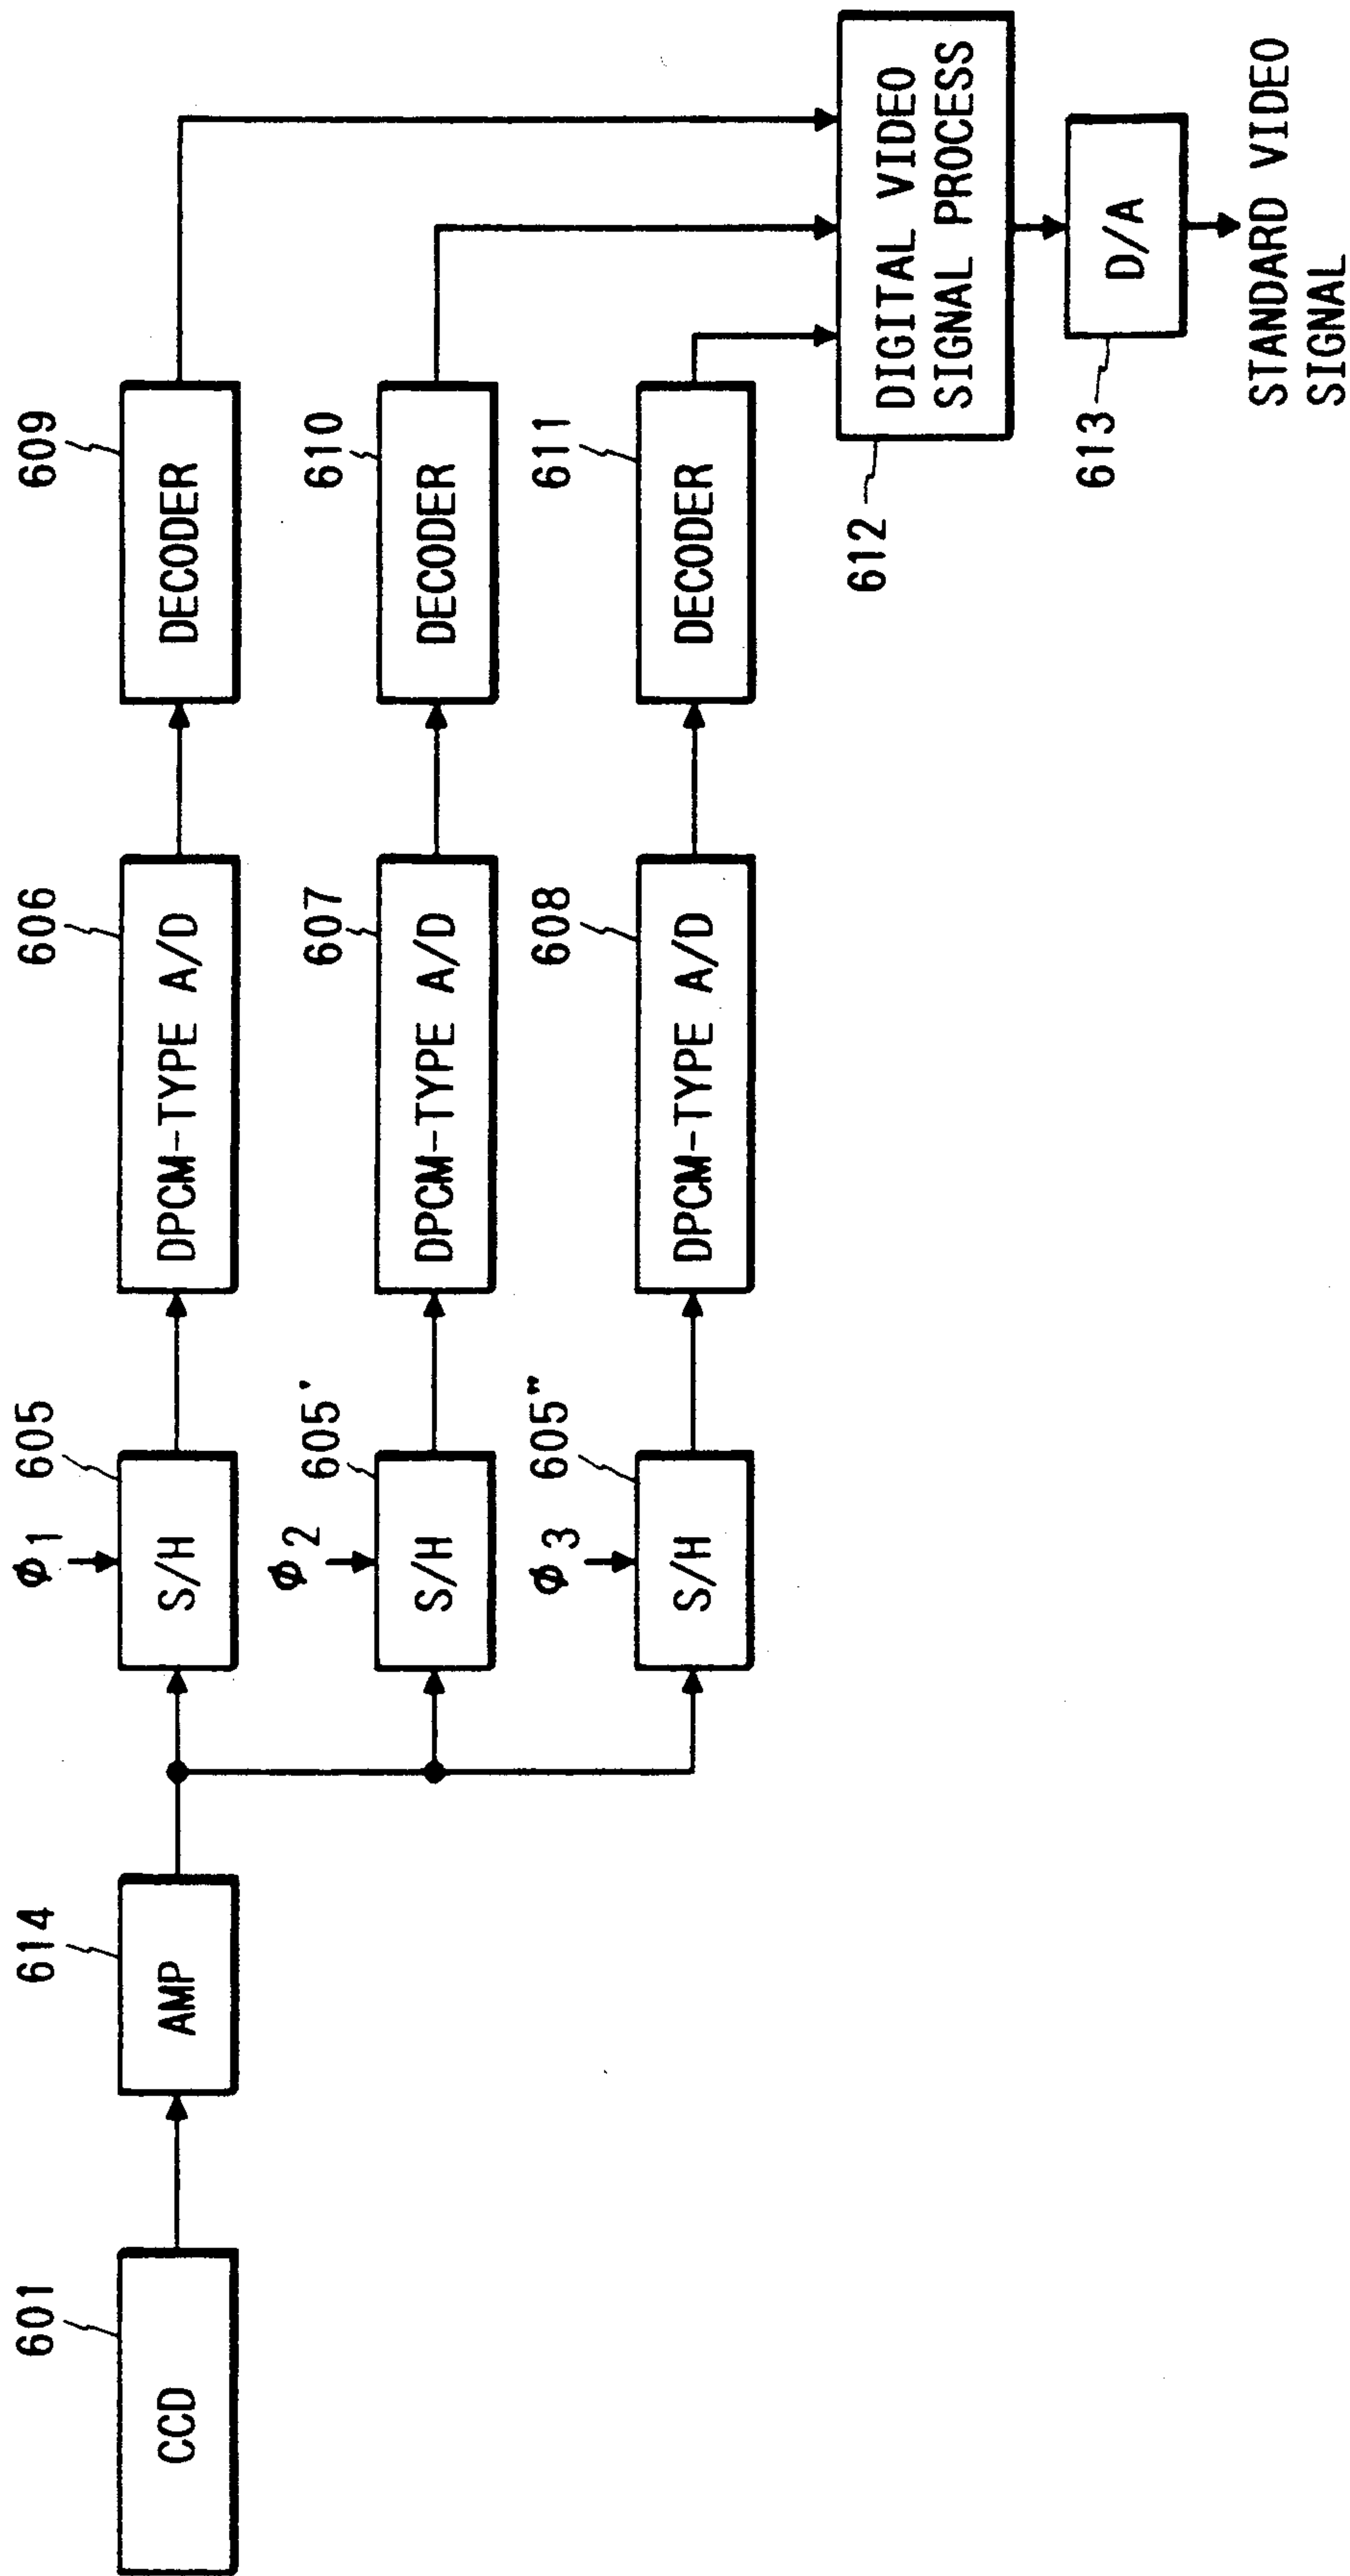 601
CCD
614
AMP
Φ1
605
S/H
606
DPCM-TYPE A/D
609
DECODER
Φ2
605'
S/H
607
DPCM-TYPE A/D
610
DECODER
Φ3
605"
S/H
608
DPCM-TYPE A/D
611
DECODER
612
DIGITAL VIDEO
SIGNAL PROCESS
613
D/A
STANDARD VIDEO
SIGNAL